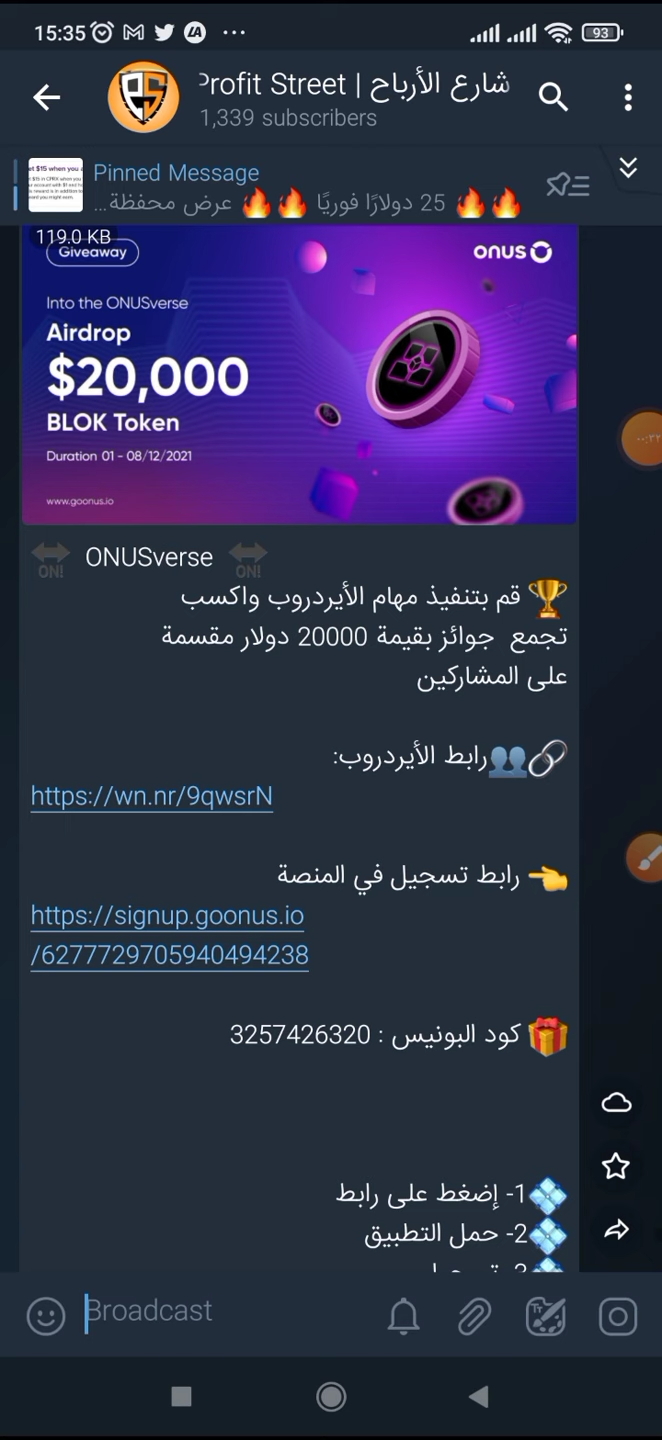 15:35
93
Profit Street | شارع الأرباح
1,339 subscribers
Pinned Message
🔥🔥 25 دولارًا فوريًا 🔥🔥 عرض محفظة...
119.0 KB
Giveaway
ONUS
Into the ONUSverse
Airdrop
$20,000
BLOK Token
Duration 01 - 08/12/2021
www.goonus.io
٠٠:٣٢
ON! ONUSverse ON!
🏆 قم بتنفيذ مهام الأيردروب واكسب
تجمع جوائز بقيمة 20000 دولار مقسمة
على المشاركين
🔗👥رابط الأيردروب:
https://wn.nr/9qwsrN
👈 رابط تسجيل في المنصة
https://signup.goonus.io
/6277729705940494238
🎁 كود البونيس : 3257426320
💠1- إضغط على رابط
💠2- حمل التطبيق
Broadcast